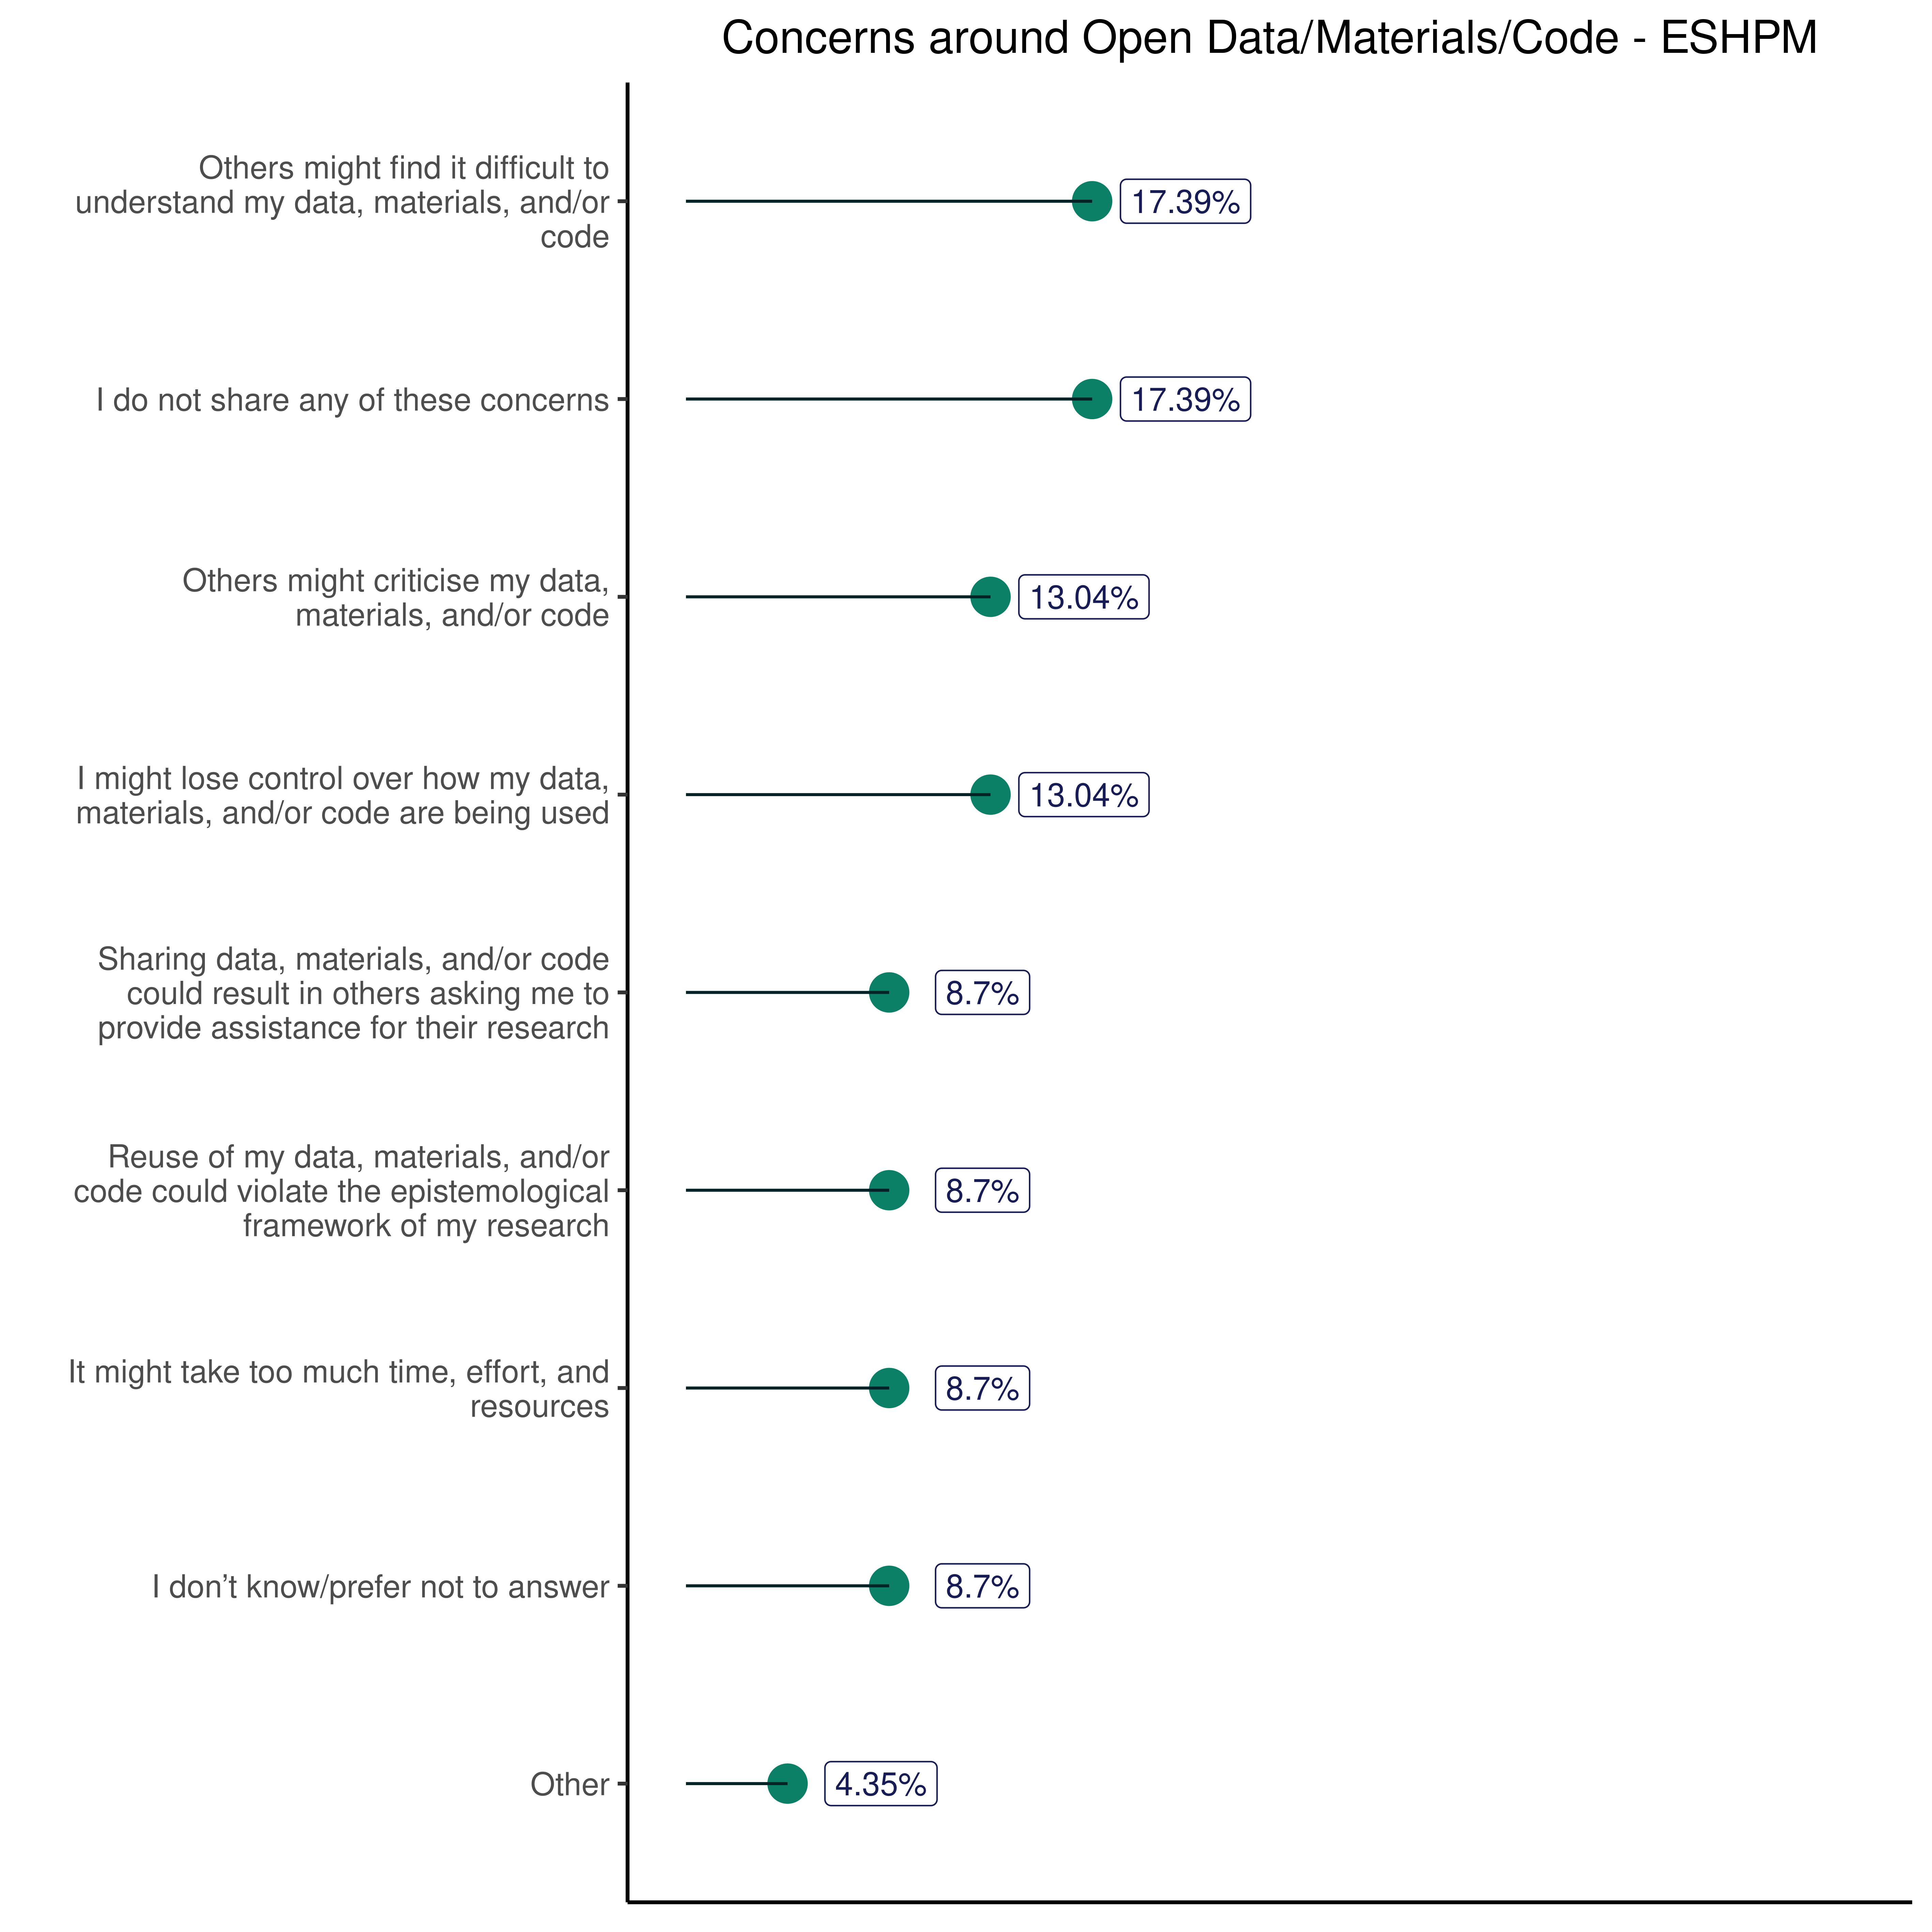 Concerns around Open Data/Materials/Code - ESHPM
Others might find it difficult to
understand my data, materials, and/or
code
17.39%
I do not share any of these concerns
17.39%
Others might criticise my data,
materials, and/or code
13.04%
I might lose control over how my data,
materials, and/or code are being used
13.04%
Sharing data, materials, and/or code
could result in others asking me to
provide assistance for their research
8.7%
Reuse of my data, materials, and/or
code could violate the epistemological
framework of my research
8.7%
It might take too much time, effort, and
resources
8.7%
I don’t know/prefer not to answer
8.7%
Other
4.35%